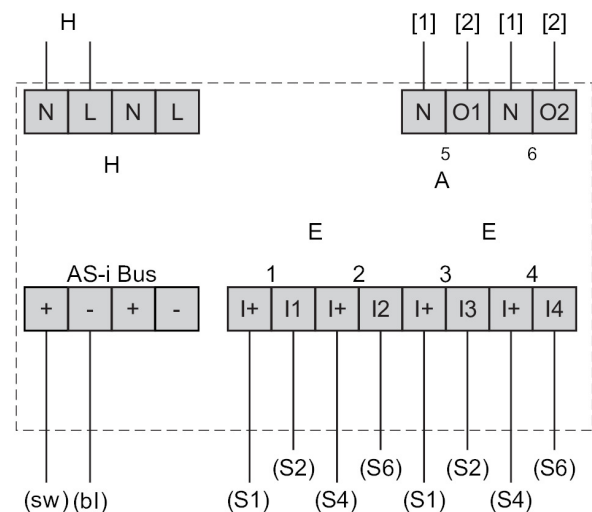 H [1] [2] [1] [2]
N L N L N O1 N O2
5 6
H A
E E
AS-i Bus 1 2 3 4
+ - + - I+ I1 I+ I2 I+ I3 I+ I4
(S2) (S6) (S2) (S6)
(sw) (bl) (S1) (S4) (S1) (S4)